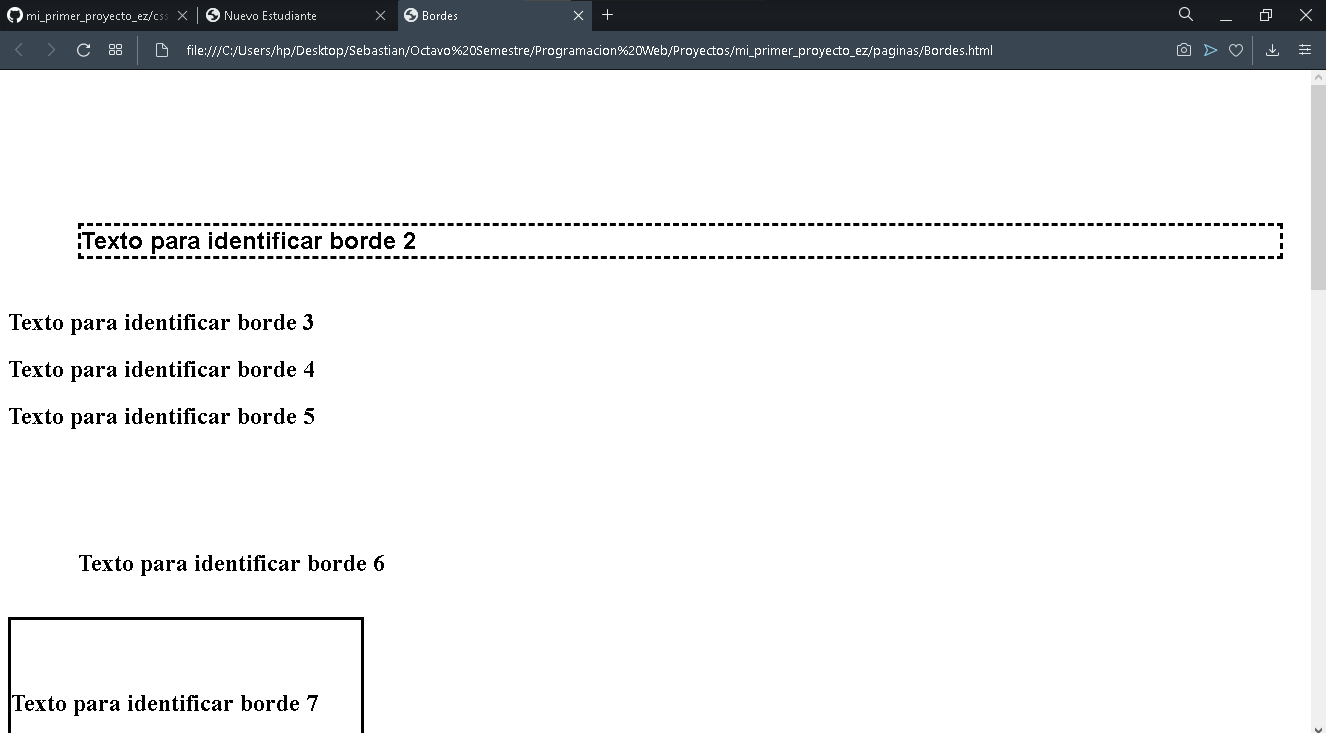 mi_primer_proyecto_ez/css
Nuevo Estudiante
Bordes
file:///C:/Users/hp/Desktop/Sebastian/Octavo%20Semestre/Programacion%20Web/Proyectos/mi_primer_proyecto_ez/paginas/Bordes.html
Texto para identificar borde 2
Texto para identificar borde 3
Texto para identificar borde 4
Texto para identificar borde 5
Texto para identificar borde 6
Texto para identificar borde 7